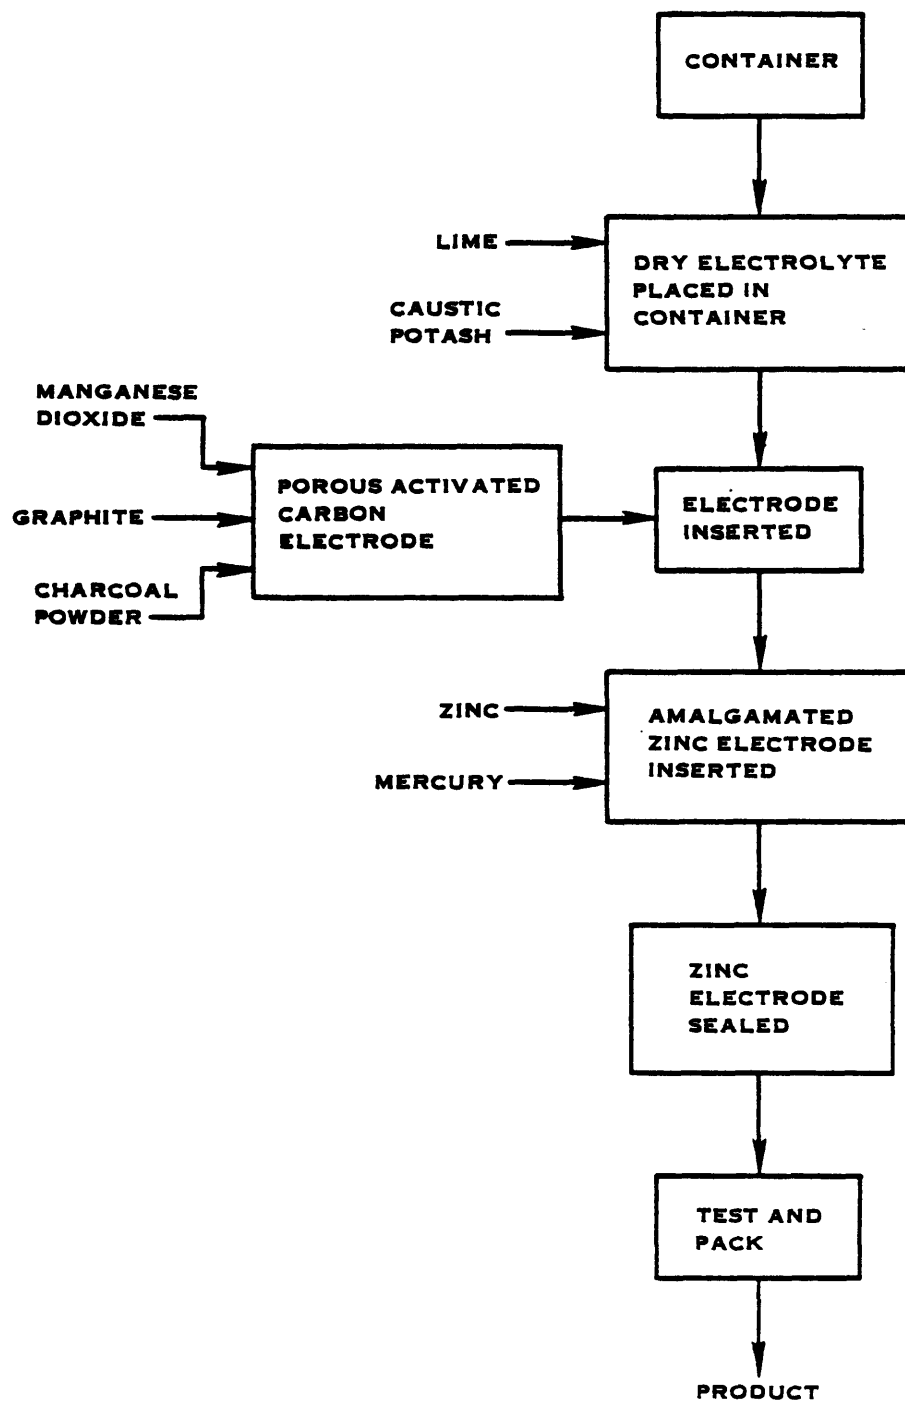 CONTAINER
LIME
DRY ELECTROLYTE
PLACED IN
CONTAINER
CAUSTIC
POTASH
MANGANESE
DIOXIDE
GRAPHITE
CHARCOAL
POWDER
POROUS ACTIVATED
CARBON
ELECTRODE
ELECTRODE
INSERTED
ZINC
MERCURY
AMALGAMATED
ZINC ELECTRODE
INSERTED
ZINC
ELECTRODE
SEALED
TEST AND
PACK
PRODUCT